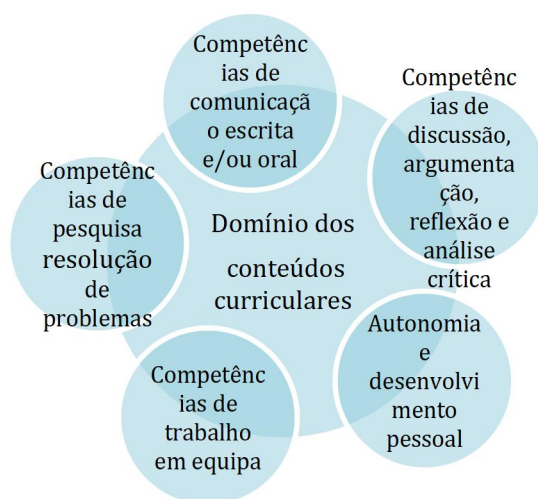 Competênc
ias de
comunicaçã
o escrita
e/ou oral
Competênc
ias de
discussão,
argumenta
ção,
reflexão e
análise
crítica
Autonomia
e
desenvolvi
mento
pessoal
Competênc
ias de
trabalho
em equipa
Competênc
ias de
pesquisa
resolução
de
problemas
Domínio dos
conteúdos
curriculares